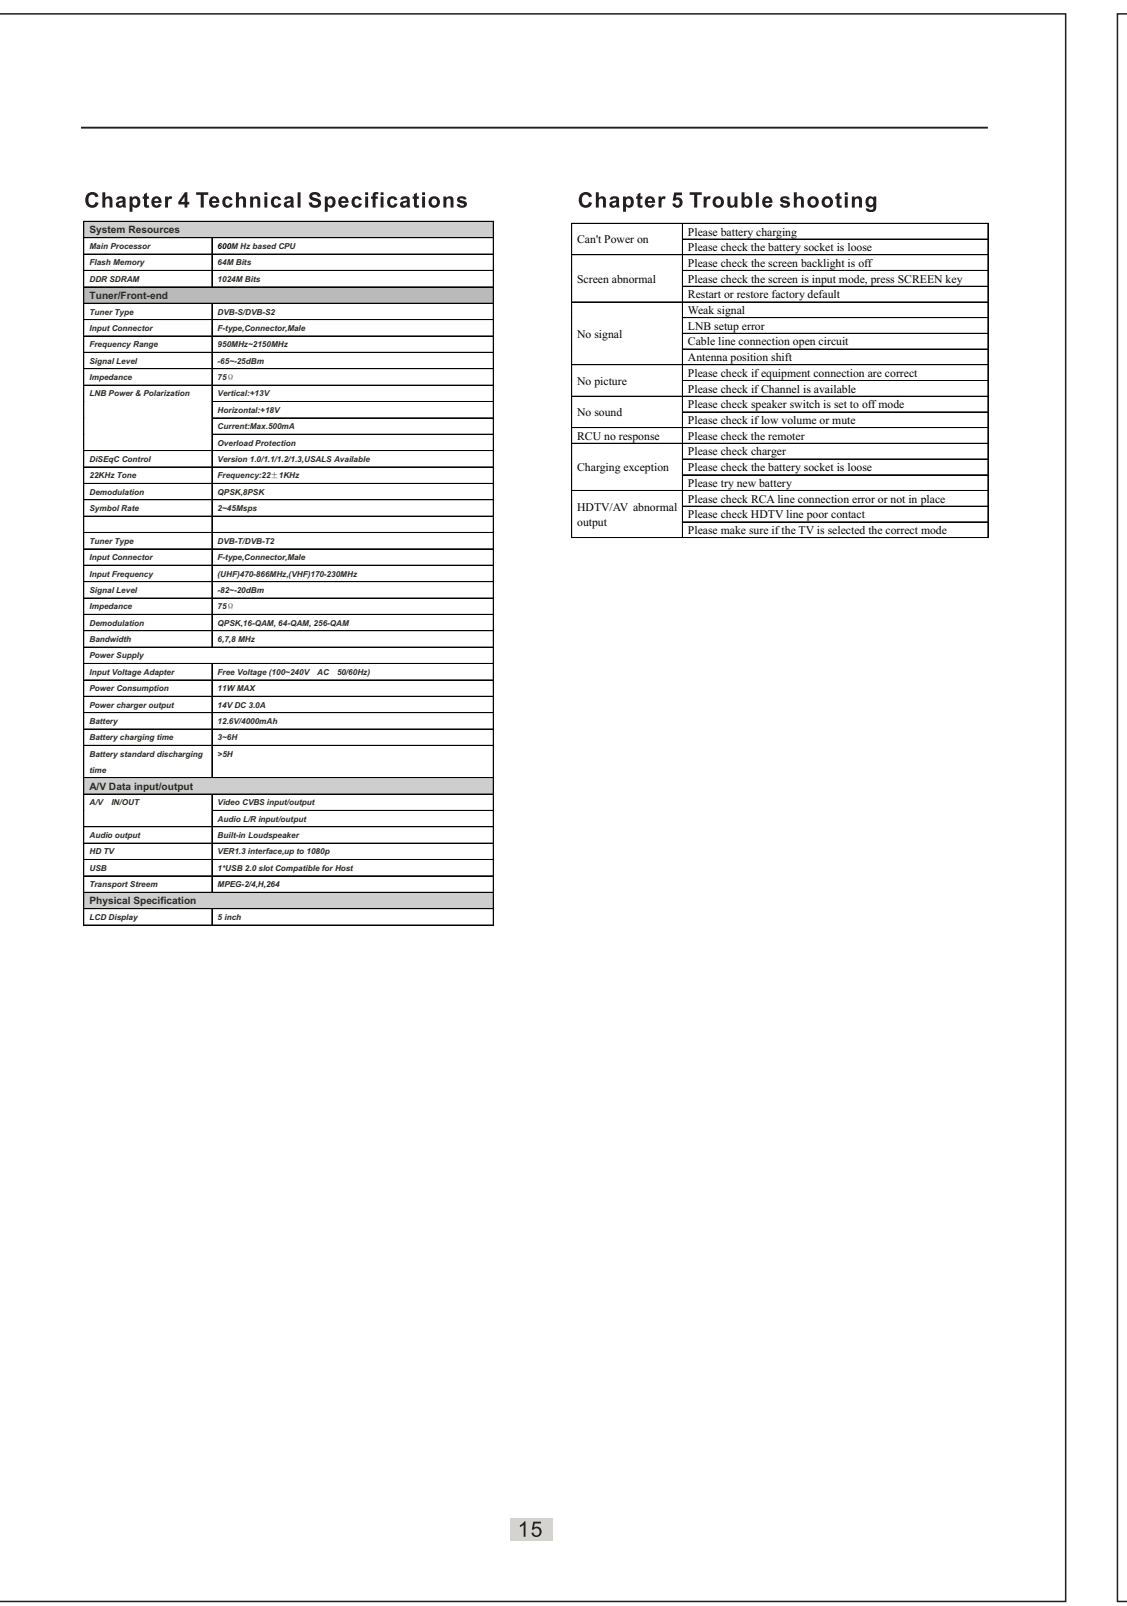 Chapter 4 Technical Specifications
System Resources
Main Processor 600M Hz based CPU
Flash Memory 64M Bits
DDR SDRAM 1024M Bits
Tuner/Front-end
Tuner Type DVB-S/DVB-S2
Input Connector F-type,Connector,Male
Frequency Range 950MHz~2150MHz
Signal Level -65~-25dBm
Impedance 75Ω
LNB Power & Polarization Vertical:+13V
Horizontal:+18V
Current:Max.500mA
Overload Protection
DiSEqC Control Version 1.0/1.1/1.2/1.3,USALS Available
22KHz Tone Frequency:22±1KHz
Demodulation QPSK,8PSK
Symbol Rate 2~45Msps
Tuner Type DVB-T/DVB-T2
Input Connector F-type,Connector,Male
Input Frequency (UHF)470-866MHz,(VHF)170-230MHz
Signal Level -82~-20dBm
Impedance 75Ω
Demodulation QPSK,16-QAM, 64-QAM, 256-QAM
Bandwidth 6,7,8 MHz
Power Supply
Input Voltage Adapter Free Voltage (100~240V AC 50/60Hz)
Power Consumption 11W MAX
Power charger output 14V DC 3.0A
Battery 12.6V/4000mAh
Battery charging time 3~6H
Battery standard discharging >5H
time
A/V Data input/output
A/V IN/OUT Video CVBS input/output
Audio L/R input/output
Audio output Built-in Loudspeaker
HD TV VER1.3 interface,up to 1080p
USB 1*USB 2.0 slot Compatible for Host
Transport Streem MPEG-2/4,H,264
Physical Specification
LCD Display 5 inch
Chapter 5 Trouble shooting
Can't Power on Please battery charging
Please check the battery socket is loose
Screen abnormal Please check the screen backlight is off
Please check the screen is input mode, press SCREEN key
Restart or restore factory default
No signal Weak signal
LNB setup error
Cable line connection open circuit
Antenna position shift
No picture Please check if equipment connection are correct
Please check if Channel is available
No sound Please check speaker switch is set to off mode
Please check if low volume or mute
RCU no response Please check the remoter
Charging exception Please check charger
Please check the battery socket is loose
Please try new battery
HDTV/AV abnormal Please check RCA line connection error or not in place
output Please check HDTV line poor contact
Please make sure if the TV is selected the correct mode
15